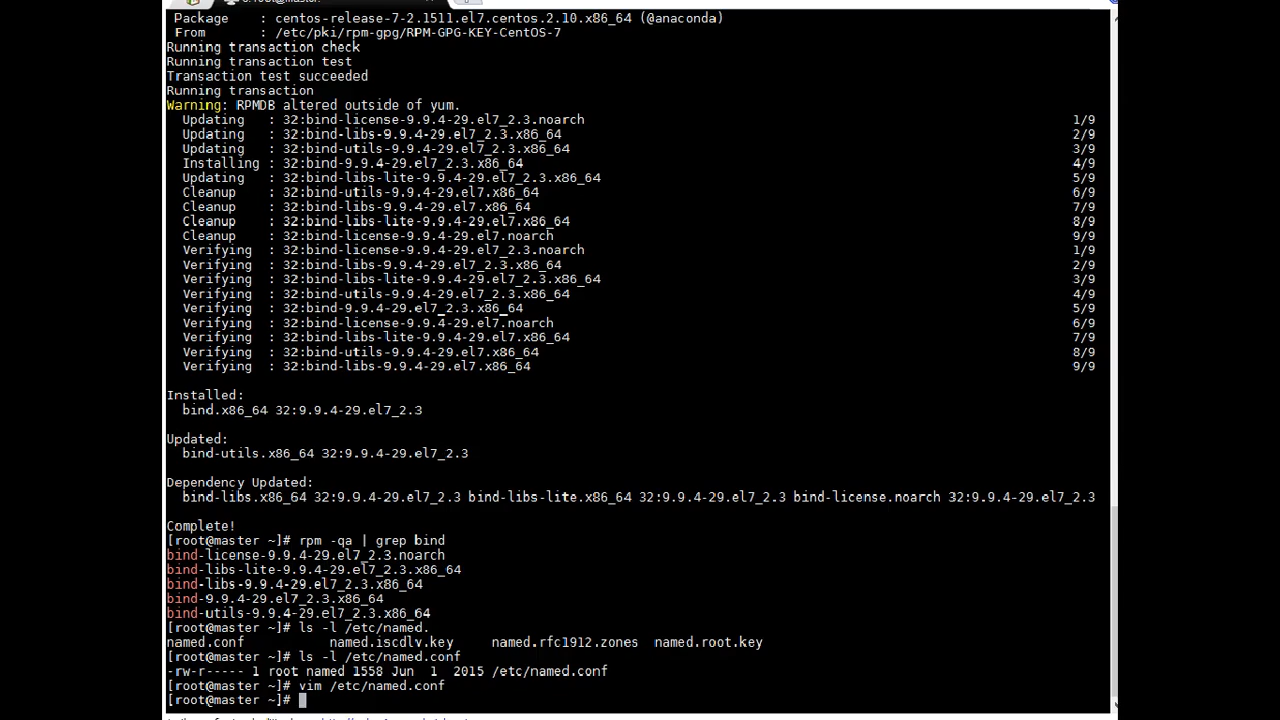 Package : centos-release-7-2.1511.el7.centos.2.10.x86_64 (@anaconda)
From : /etc/pki/rpm-gpg/RPM-GPG-KEY-CentOS-7
Running transaction check
Running transaction test
Transaction test succeeded
Running transaction
Warning: RPMDB altered outside of yum.
Updating : 32:bind-license-9.9.4-29.el7_2.3.noarch 1/9
Updating : 32:bind-libs-9.9.4-29.el7_2.3.x86_64 2/9
Updating : 32:bind-utils-9.9.4-29.el7_2.3.x86_64 3/9
Installing : 32:bind-9.9.4-29.el7_2.3.x86_64 4/9
Updating : 32:bind-libs-lite-9.9.4-29.el7_2.3.x86_64 5/9
Cleanup : 32:bind-utils-9.9.4-29.el7.x86_64 6/9
Cleanup : 32:bind-libs-9.9.4-29.el7.x86_64 7/9
Cleanup : 32:bind-libs-lite-9.9.4-29.el7.x86_64 8/9
Cleanup : 32:bind-license-9.9.4-29.el7.noarch 9/9
Verifying : 32:bind-license-9.9.4-29.el7_2.3.noarch 1/9
Verifying : 32:bind-libs-9.9.4-29.el7_2.3.x86_64 2/9
Verifying : 32:bind-libs-lite-9.9.4-29.el7_2.3.x86_64 3/9
Verifying : 32:bind-utils-9.9.4-29.el7_2.3.x86_64 4/9
Verifying : 32:bind-9.9.4-29.el7_2.3.x86_64 5/9
Verifying : 32:bind-license-9.9.4-29.el7.noarch 6/9
Verifying : 32:bind-libs-lite-9.9.4-29.el7.x86_64 7/9
Verifying : 32:bind-utils-9.9.4-29.el7.x86_64 8/9
Verifying : 32:bind-libs-9.9.4-29.el7.x86_64 9/9
Installed:
bind.x86_64 32:9.9.4-29.el7_2.3
Updated:
bind-utils.x86_64 32:9.9.4-29.el7_2.3
Dependency Updated:
bind-libs.x86_64 32:9.9.4-29.el7_2.3 bind-libs-lite.x86_64 32:9.9.4-29.el7_2.3 bind-license.noarch 32:9.9.4-29.el7_2.3
Complete!
[root@master ~]# rpm -qa | grep bind
bind-license-9.9.4-29.el7_2.3.noarch
bind-libs-lite-9.9.4-29.el7_2.3.x86_64
bind-libs-9.9.4-29.el7_2.3.x86_64
bind-9.9.4-29.el7_2.3.x86_64
bind-utils-9.9.4-29.el7_2.3.x86_64
[root@master ~]# ls -l /etc/named.
named.conf named.iscdlv.key named.rfc1912.zones named.root.key
[root@master ~]# ls -l /etc/named.conf
-rw-r----- 1 root named 1558 Jun 1 2015 /etc/named.conf
[root@master ~]# vim /etc/named.conf
[root@master ~]#